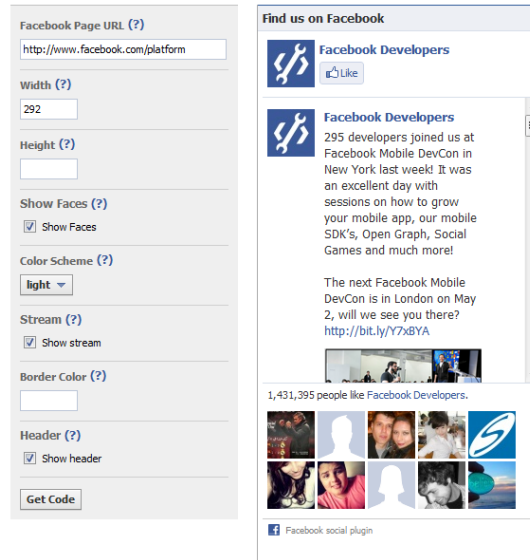 Facebook Page URL (?)
http://www.facebook.com/platform
Width (?)
292
Height (?)
Show Faces (?)
Show Faces
Color Scheme (?)
light
Stream (?)
Show stream
Border Color (?)
Header (?)
Show header
Get Code
Find us on Facebook
Facebook Developers
Like
Facebook Developers
295 developers joined us at
Facebook Mobile DevCon in
New York last week! It was
an excellent day with
sessions on how to grow
your mobile app, our mobile
SDK's, Open Graph, Social
Games and much more!
The next Facebook Mobile
DevCon is in London on May
2, will we see you there?
http://bit.ly/Y7xBYA
1,431,395 people like Facebook Developers.
Facebook social plugin